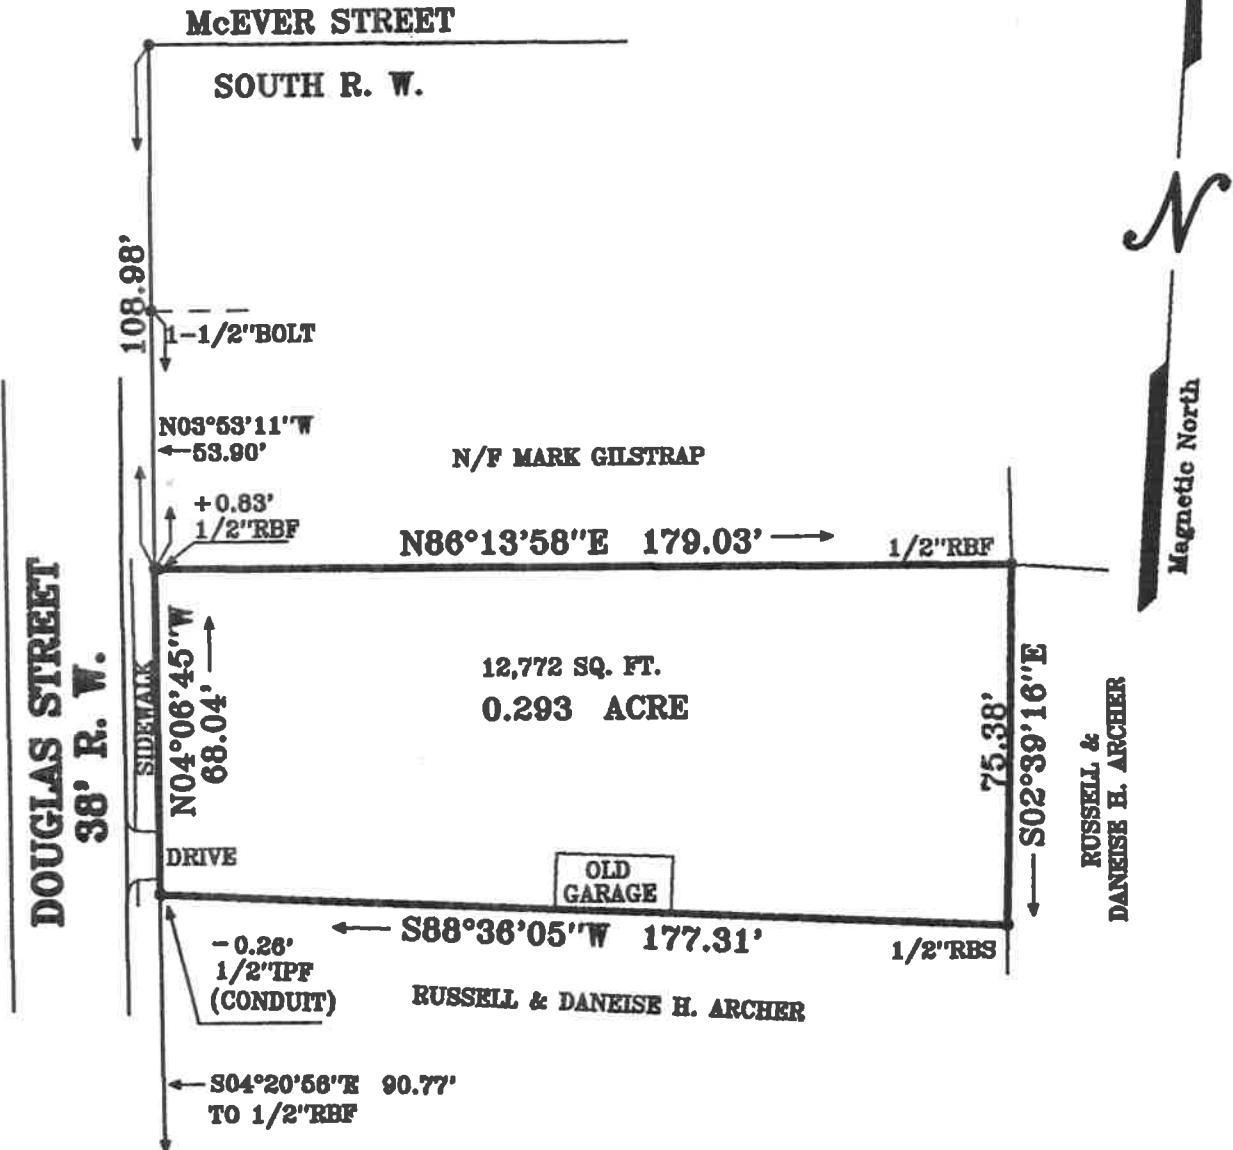 McEVER STREET
SOUTH R. W.
N
Magnetic North
108.98'
1-1/2"BOLT
N03°53'11"W
53.90'
N/F MARK GILSTRAP
+0.83'
1/2"RBF
N86°13'58"E 179.03'
1/2"RBF
DOUGLAS STREET
38' R. W.
SIDEWALK
N04°06'45"W
68.04'
12,772 SQ. FT.
0.293 ACRE
75.38'
S02°39'16"E
RUSSELL &
DANEISE H. ARCHER
DRIVE
OLD
GARAGE
S88°36'05"W 177.31'
1/2"RBS
-0.26'
1/2"IPF
(CONDUIT)
RUSSELL & DANEISE H. ARCHER
S04°20'56"E 90.77'
TO 1/2"RBF